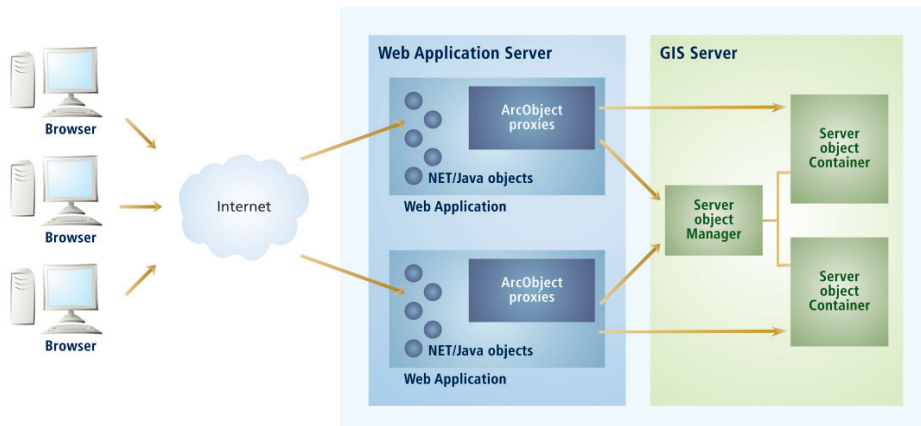 Browser
Browser
Browser
Internet
Web Application Server
ArcObject
proxies
NET/Java objects
Web Application
ArcObject
proxies
NET/Java objects
Web Application
GIS Server
Server
object
Manager
Server
object
Container
Server
object
Container